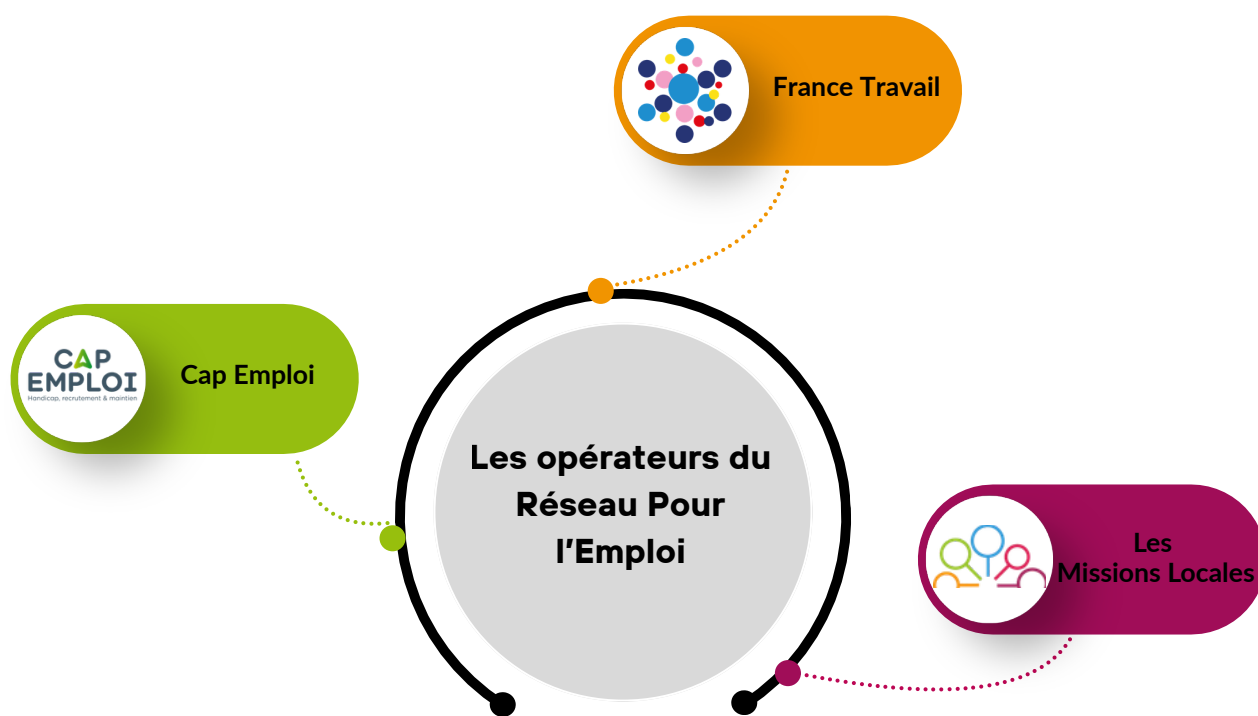 France Travail
CAP
EMPLOI
Handicap, recrutement & maintien
Cap Emploi
Les opérateurs du
Réseau Pour
l'Emploi
Les
Missions Locales